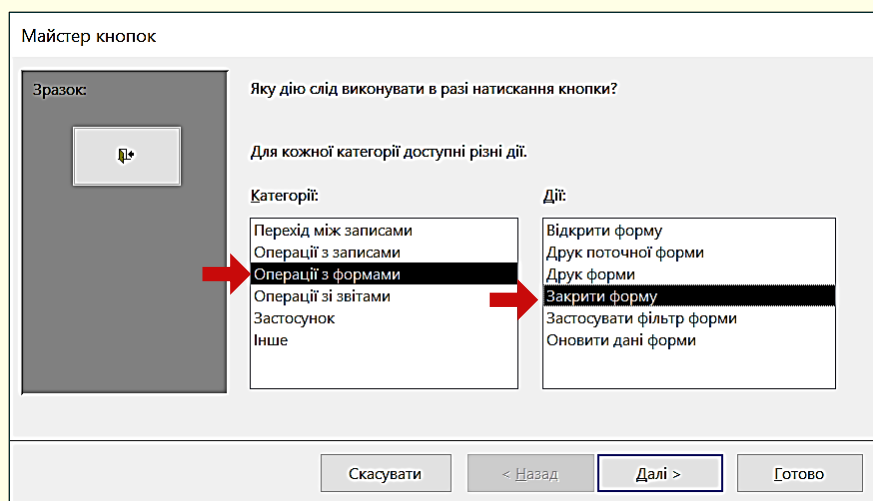 Майстер кнопок
Зразок:
Яку дію слід виконувати в разі натискання кнопки?
Для кожної категорії доступні різні дії.
Категорії:
Перехід між записами
Операції з записами
Операції з формами
Операції зі звітами
Застосунок
Інше
Дії:
Відкрити форму
Друк поточної форми
Друк форми
Закрити форму
Застосувати фільтр форми
Оновити дані форми
Скасувати
< Назад
Далі >
Готово